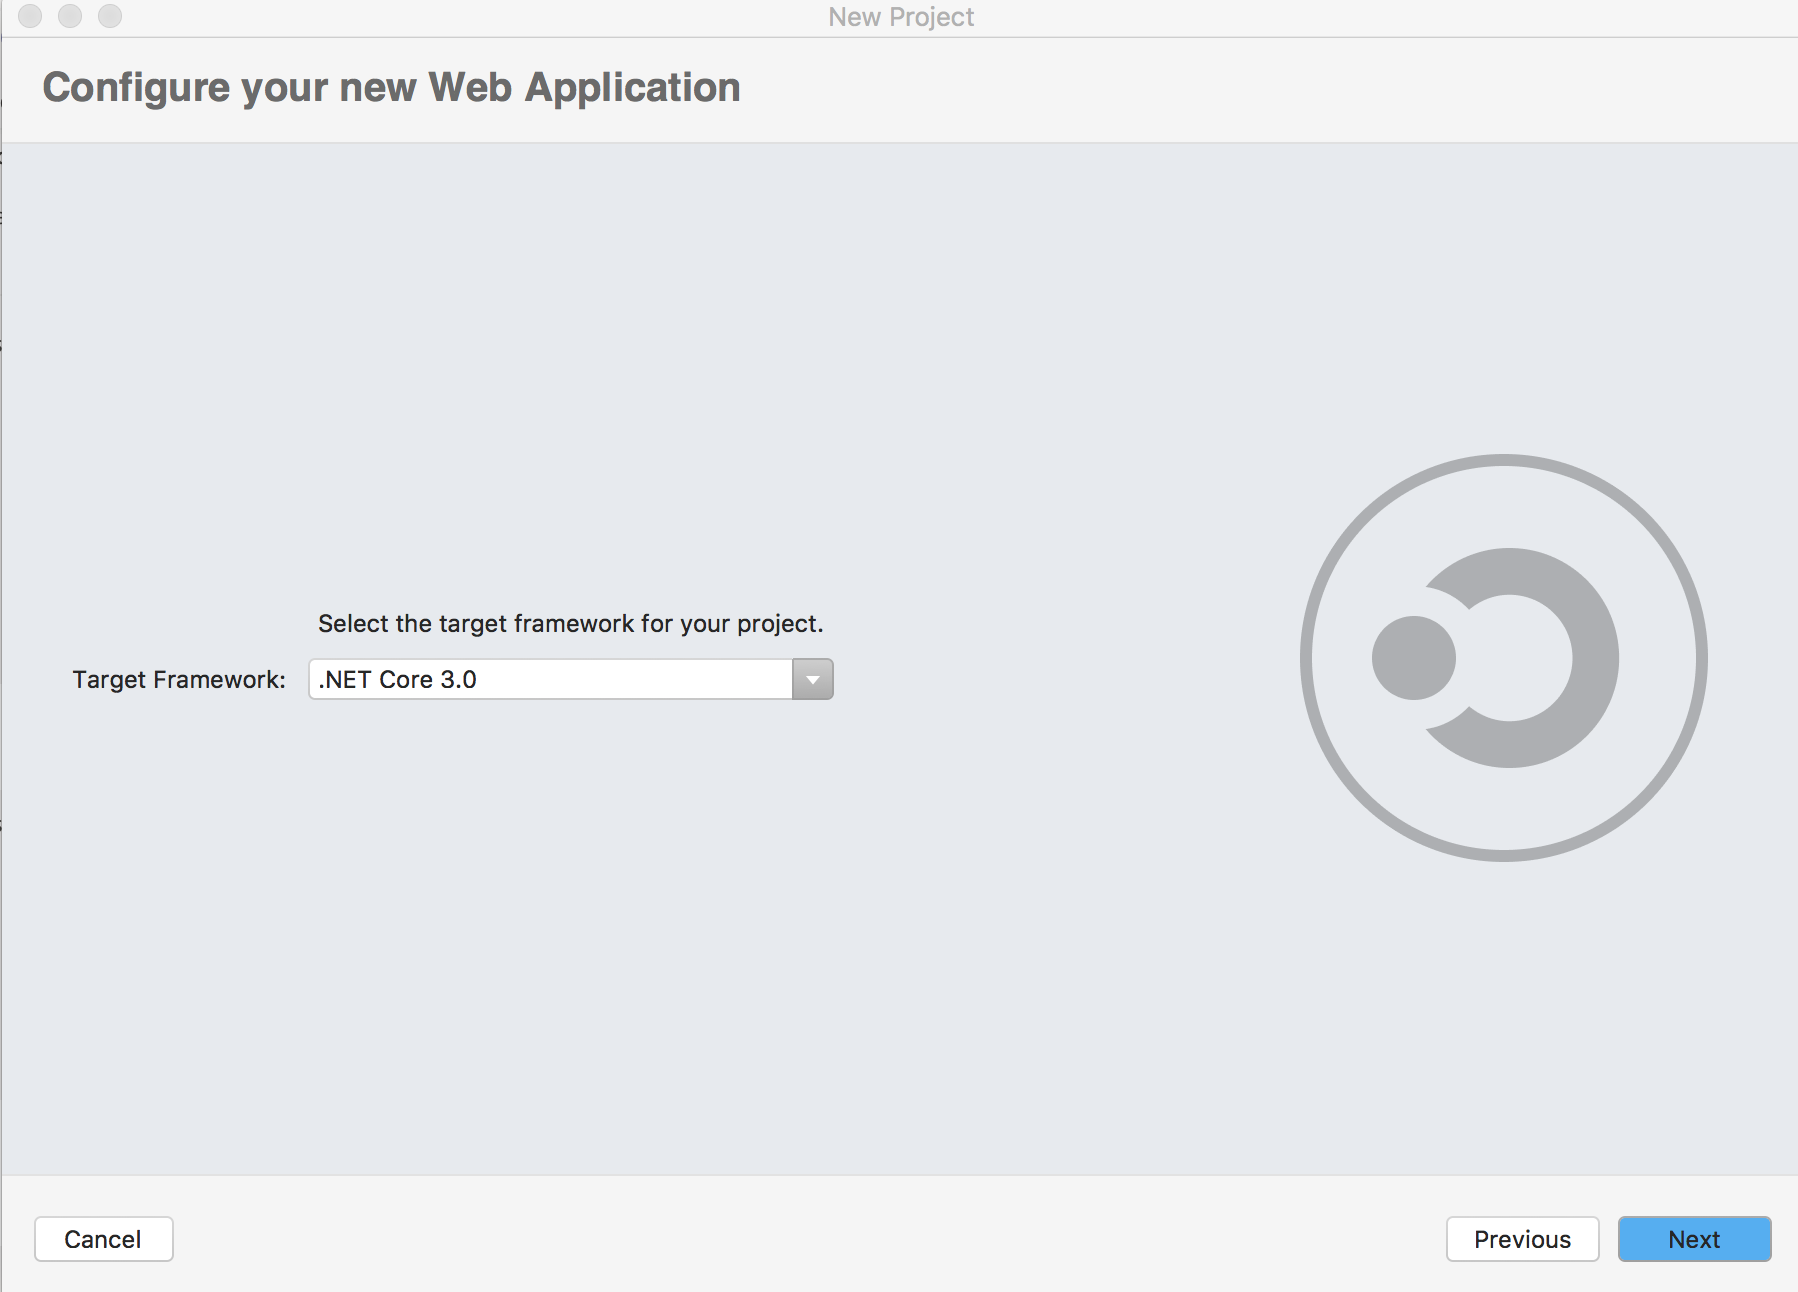 New Project
Configure your new Web Application
Select the target framework for your project.
Target Framework: .NET Core 3.0
Cancel Previous Next